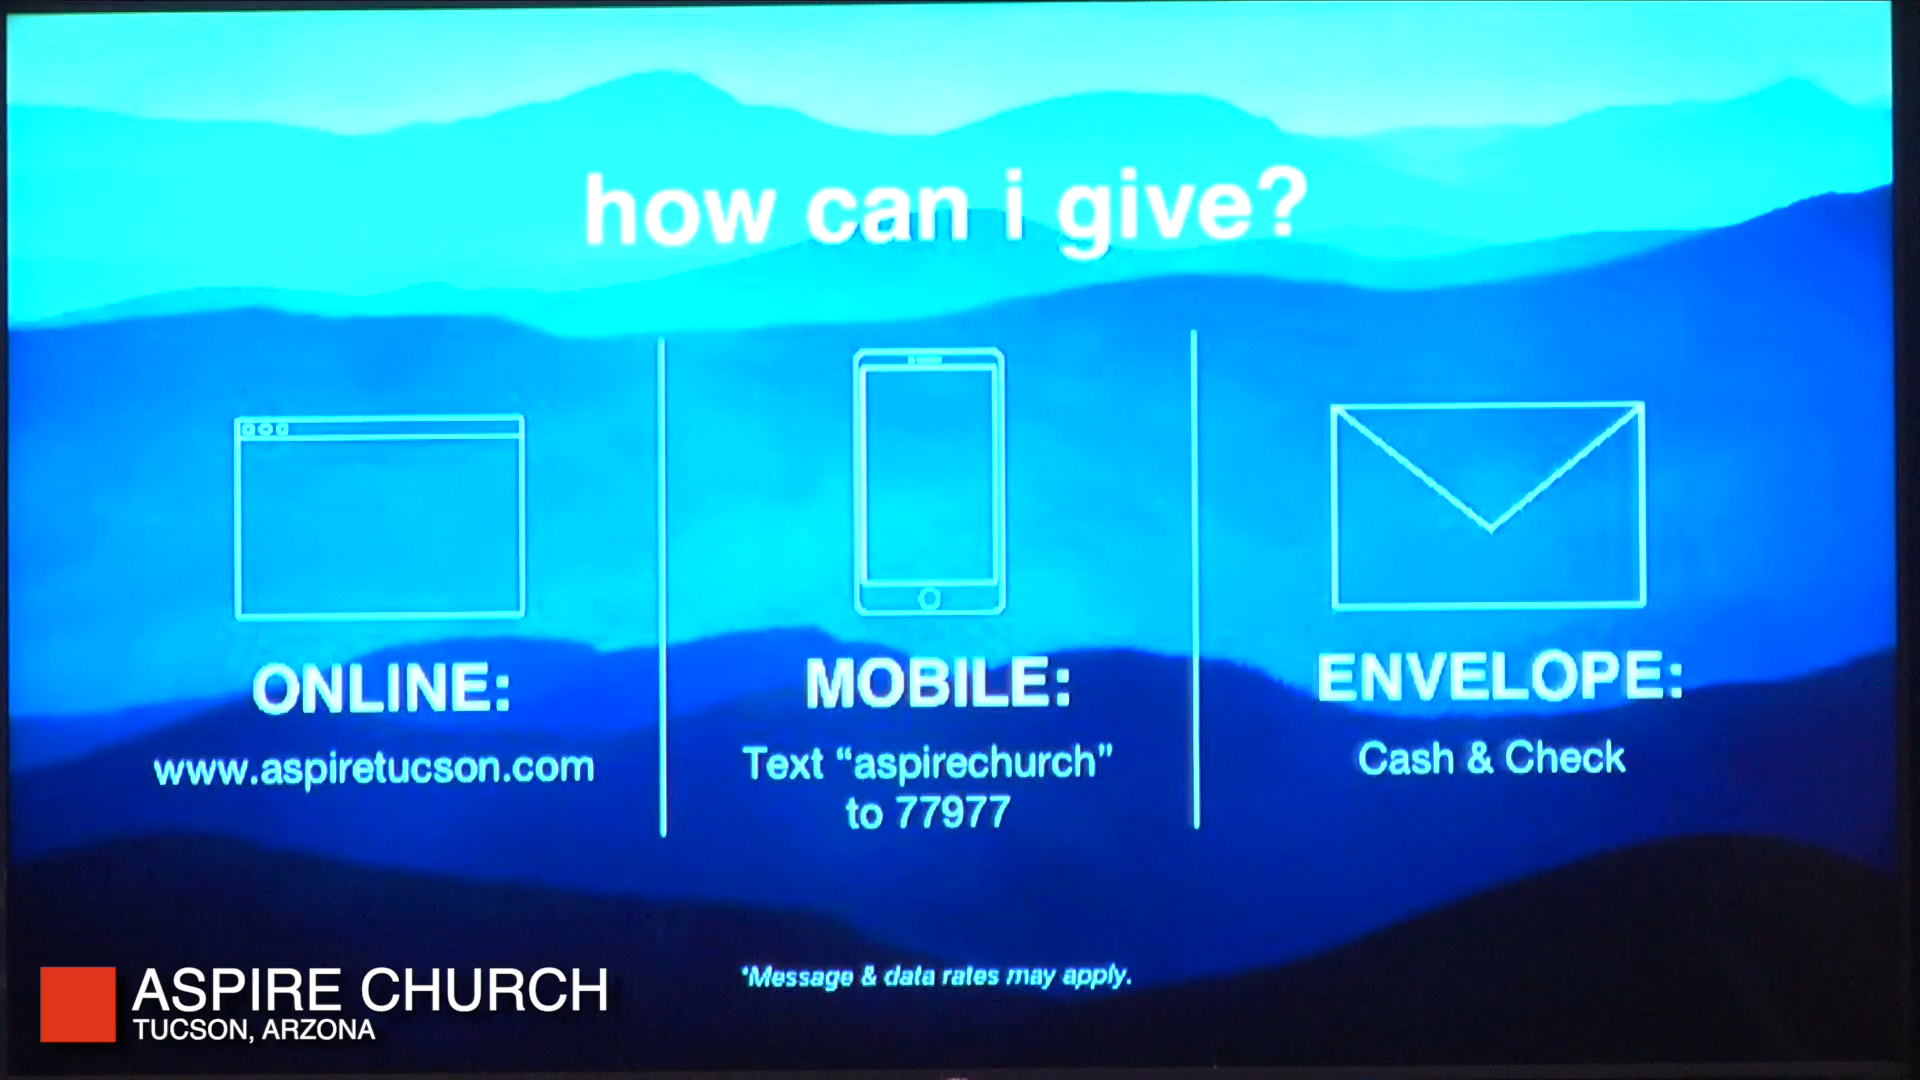 how can i give?
ONLINE:
www.aspiretucson.com
MOBILE:
Text “aspirechurch”
to 77977
ENVELOPE:
Cash & Check
*Message & data rates may apply.
ASPIRE CHURCH
TUCSON, ARZONA